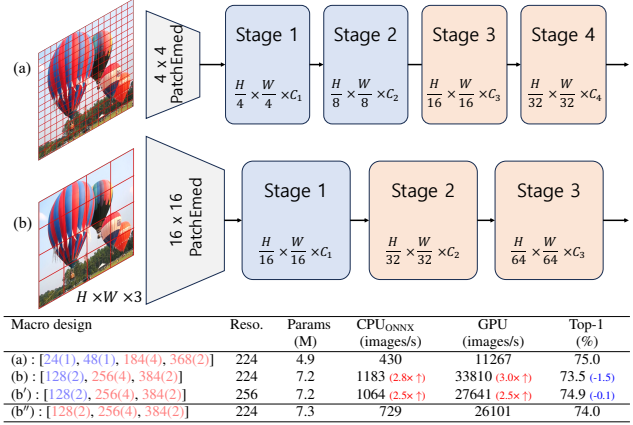 (a)
4 x 4
PatchEmed
Stage 1
H/4 × W/4 × C₁
Stage 2
H/8 × W/8 × C₂
Stage 3
H/16 × W/16 × C₃
Stage 4
H/32 × W/32 × C₄
(b)
H × W × 3
16 x 16
PatchEmed
Stage 1
H/16 × W/16 × C₁
Stage 2
H/32 × W/32 × C₂
Stage 3
H/64 × W/64 × C₃
Macro design Reso. Params CPU_ONNX GPU Top-1
(M) (images/s) (images/s) (%)
(a) : [24(1), 48(1), 184(4), 368(2)] 224 4.9 430 11267 75.0
(b) : [128(2), 256(4), 384(2)] 224 7.2 1183 (2.8× ↑) 33810 (3.0× ↑) 73.5 (-1.5)
(b′) : [128(2), 256(4), 384(2)] 256 7.2 1064 (2.5× ↑) 27641 (2.5× ↑) 74.9 (-0.1)
(b″) : [128(2), 256(4), 384(2)] 224 7.3 729 26101 74.0